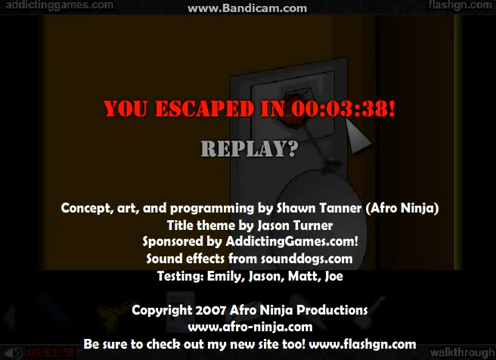 addictinggames.com
www.Bandicam.com
flashgn.com
YOU ESCAPED IN 00:03:38!
REPLAY?
Concept, art, and programming by Shawn Tanner (Afro Ninja)
Title theme by Jason Turner
Sponsored by AddictingGames.com!
Sound effects from sounddogs.com
Testing: Emily, Jason, Matt, Joe
Copyright 2007 Afro Ninja Productions
www.afro-ninja.com
Be sure to check out my new site too! www.flashgn.com
00:03:38
walkthrough